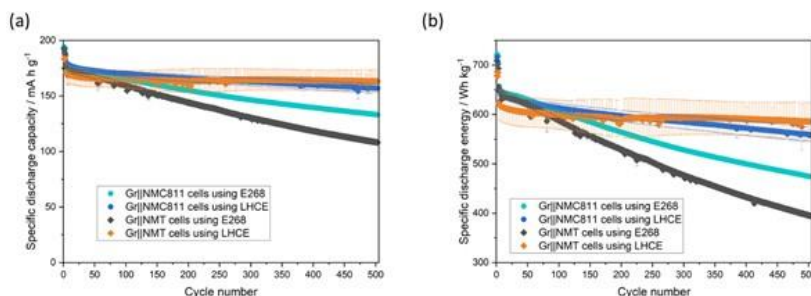 (a)
(b)
200
150
100
50
0
Specific discharge capacity / mA h g⁻¹
Gr||NMC811 cells using E268
Gr||NMC811 cells using LHCE
Gr||NMT cells using E268
Gr||NMT cells using LHCE
0 50 100 150 200 250 300 350 400 450 500
Cycle number
700
600
500
400
300
Specific discharge energy / Wh kg⁻¹
Gr||NMC811 cells using E268
Gr||NMC811 cells using LHCE
Gr||NMT cells using E268
Gr||NMT cells using LHCE
0 50 100 150 200 250 300 350 400 450 500
Cycle number